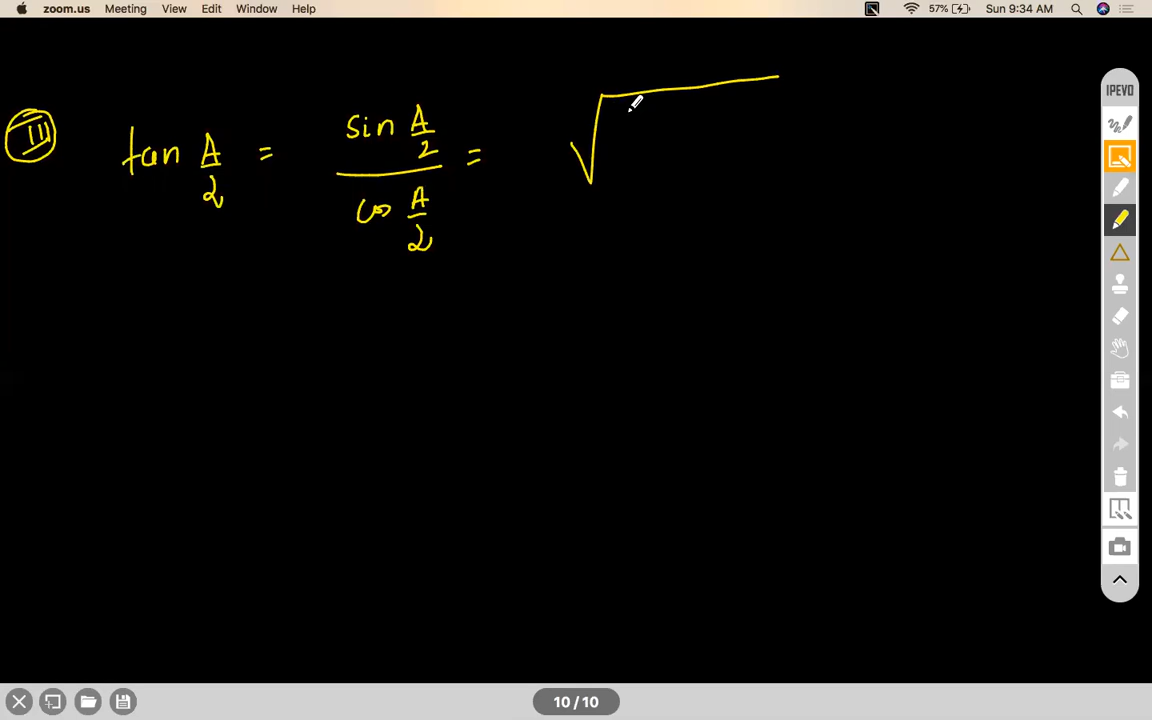 zoom.us Meeting View Edit Window Help 57% Sun 9:34 AM
IPEVO
III tan A/2 = sin A/2 / cos A/2 = √
10 / 10